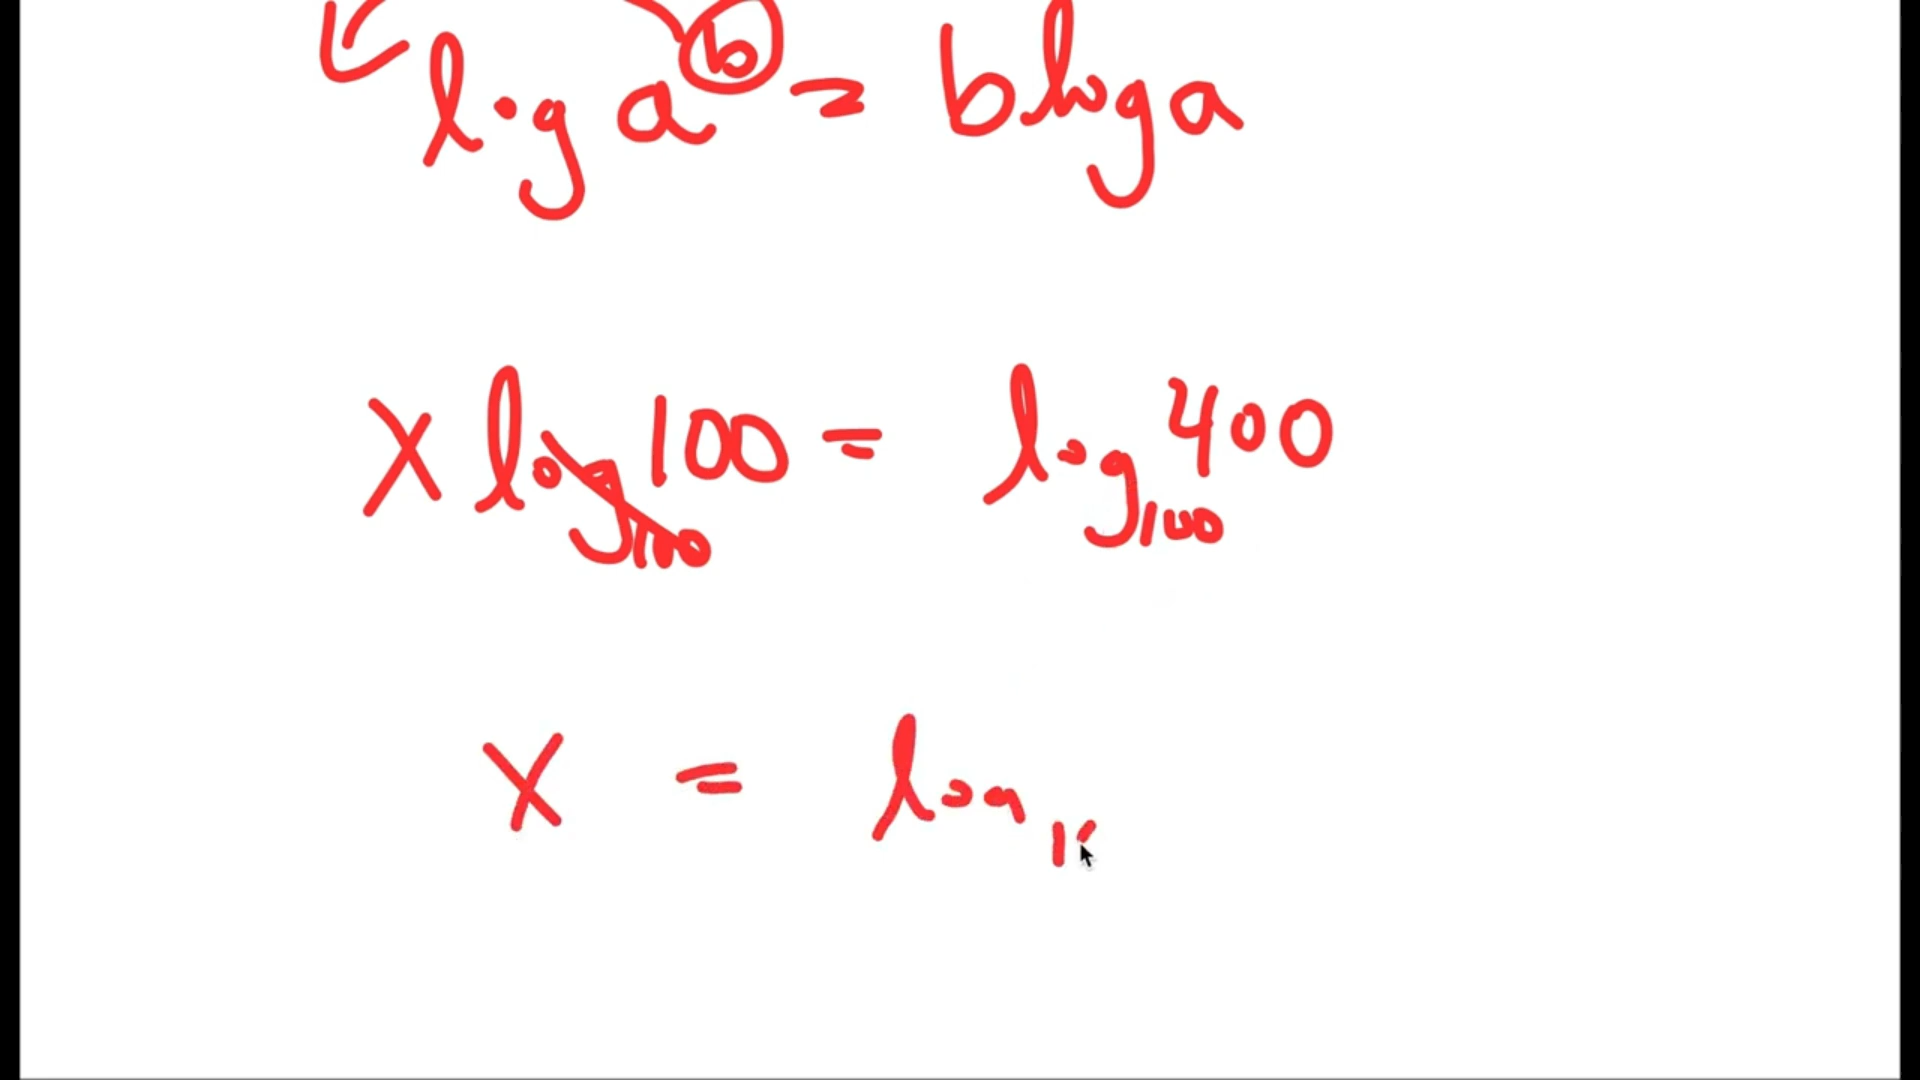 log a^b = b log a
x log_100 100 = log_100 400
x = log_1